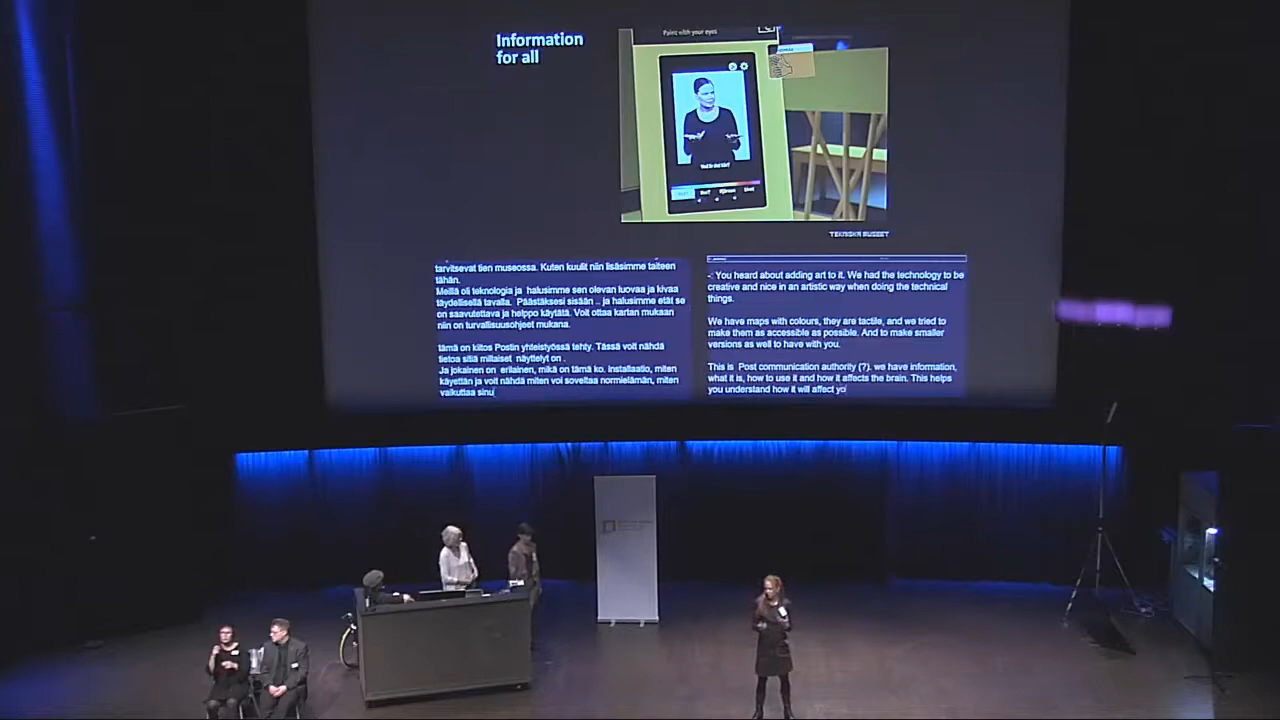 Information
for all
Paint with your eyes
Vad är det här?
TEKNISKA MUSEET
tarvitsevat tien museossa. Kuten kuulit niin lisäsimme taiteen
tähän.
Meillä oli teknologia ja halusimme sen olevan luovaa ja kivaa
täydellisellä tavalla. Päästäksesi sisään .. ja halusimme etät se
on saavutettava ja helppo käytätä. Voit ottaa kartan mukaan
niin on turvallisuusohjeet mukana.
tämä on kiitos Postin yhteistyössä tehty. Tässä voit nähdä
tietoa siitä millaiset näyttelyt on .
Ja jokainen on erilainen, mikä on tämä ko. installaatio, miten
käyettän ja voit nähdä miten voi soveltaa normielämän, miten
vaikuttaa sinu
-: You heard about adding art to it. We had the technology to be
creative and nice in an artistic way when doing the technical
things.
We have maps with colours, they are tactile, and we tried to
make them as accessible as possible. And to make smaller
versions as well to have with you.
This is Post communication authority (?). we have information,
what it is, how to use it and how it affects the brain. This helps
you understand how it will affect yo